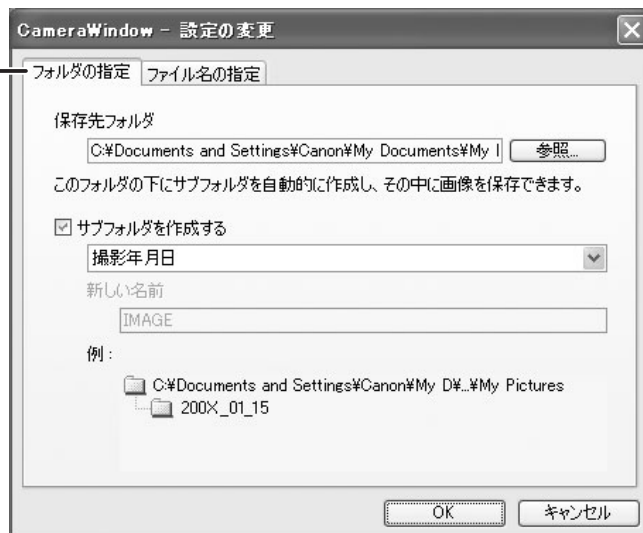 CameraWindow - 設定の変更
フォルダの指定 ファイル名の指定
保存先フォルダ
C:¥Documents and Settings¥Canon¥My Documents¥My 参照...
このフォルダの下にサブフォルダを自動的に作成し、その中に画像を保存できます。
サブフォルダを作成する
撮影年月日
新しい名前
IMAGE
例:
C:¥Documents and Settings¥Canon¥My D¥...¥My Pictures
200X_01_15
OK キャンセル